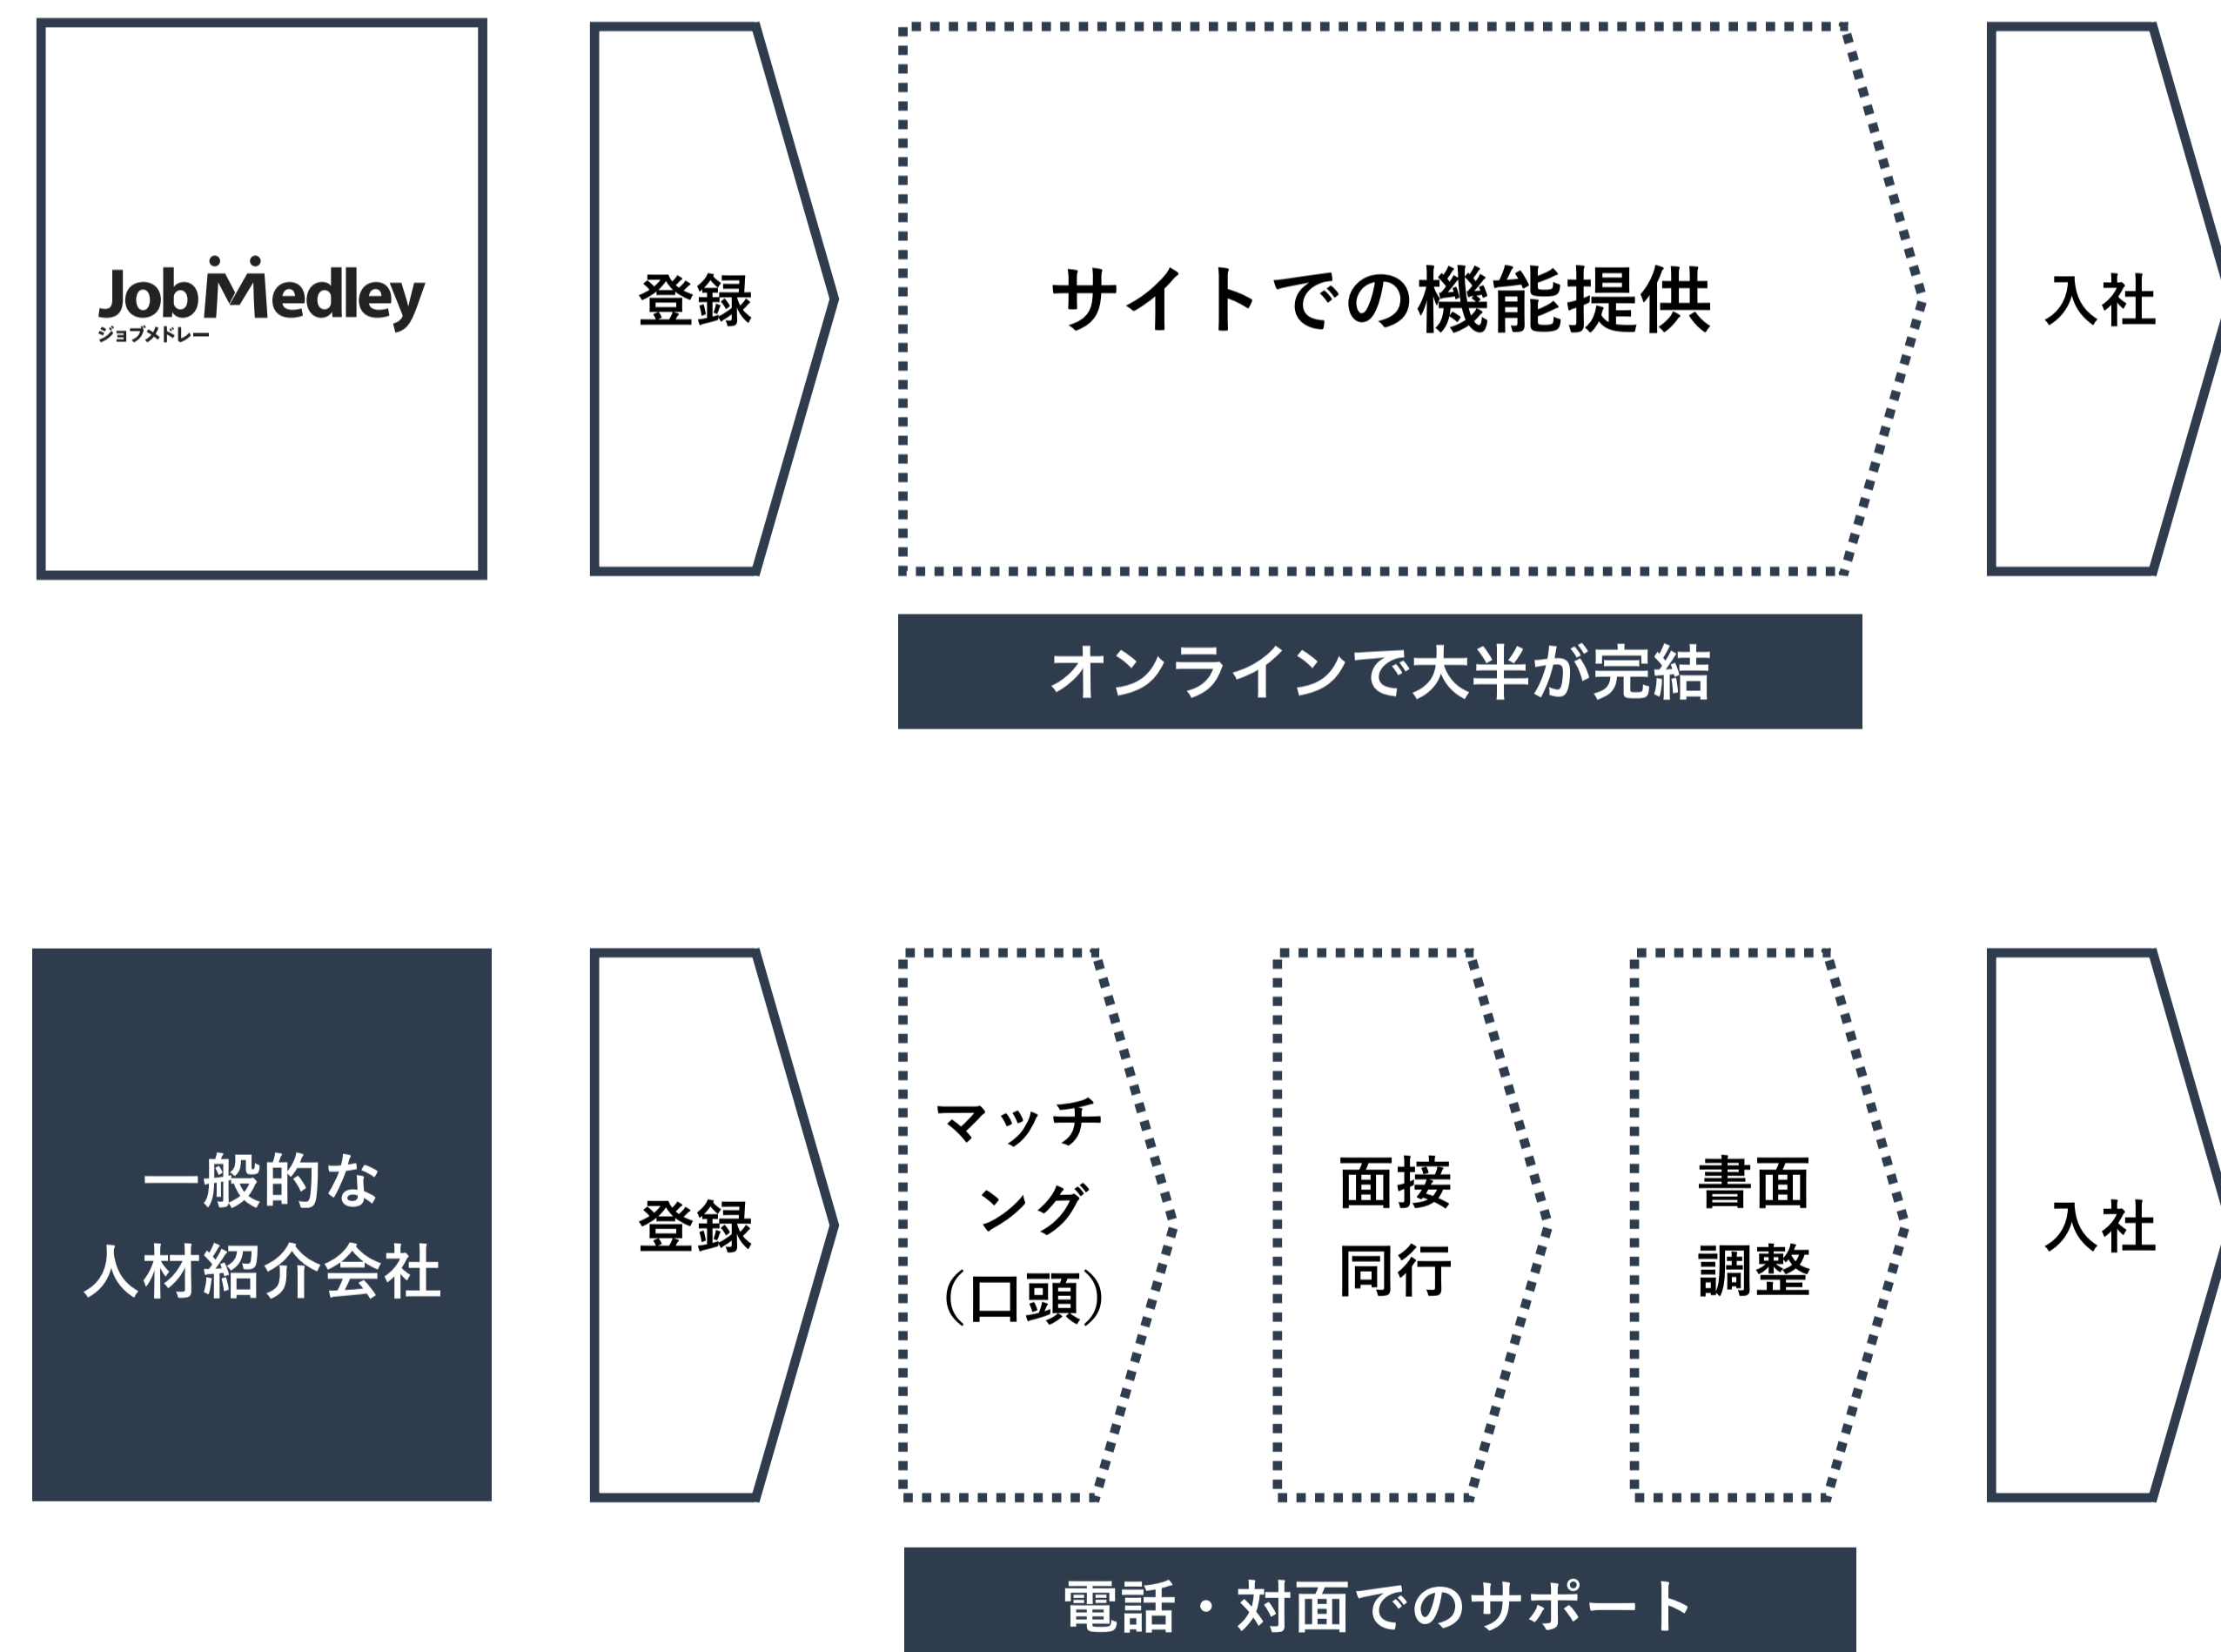 JobMedley
ジョブメドレー
登録
サイトでの機能提供
入社
オンラインで大半が完結
一般的な
人材紹介会社
登録
マッチ
ング
(口頭)
面接
同行
書面
調整
入社
電話・対面でのサポート